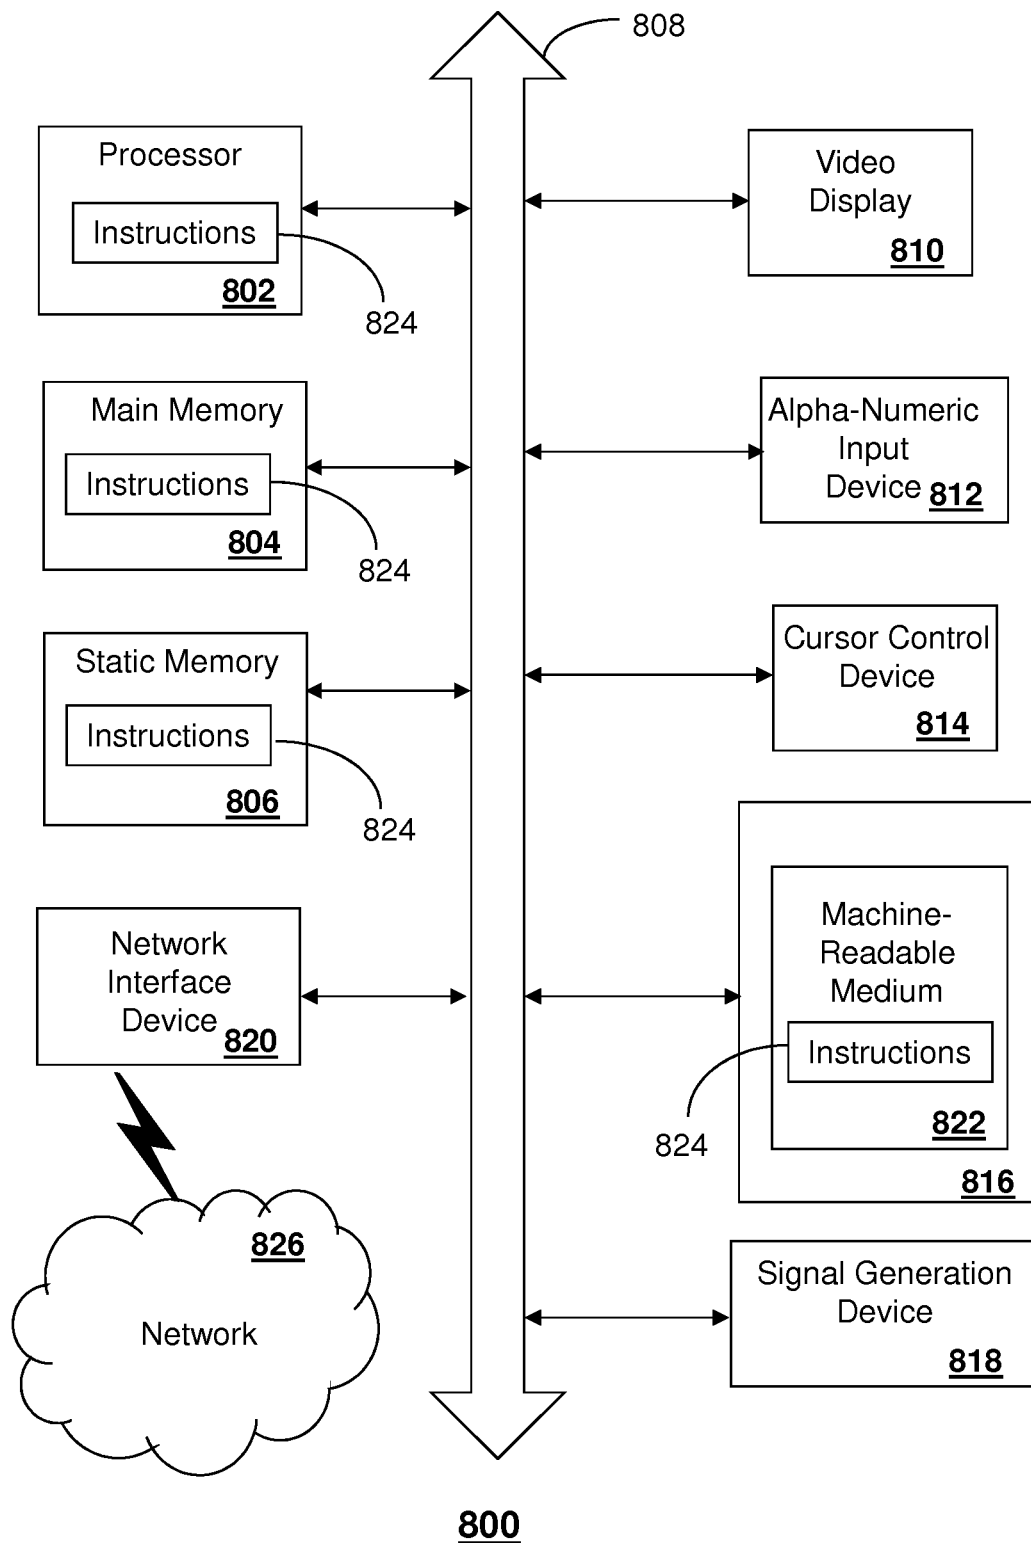 808
Processor
Instructions
802
824
Main Memory
Instructions
804
824
Static Memory
Instructions
806
824
Network
Interface
Device
820
826
Network
Video
Display
810
Alpha-Numeric
Input
Device
812
Cursor Control
Device
814
Machine-
Readable
Medium
Instructions
824
822
816
Signal Generation
Device
818
800